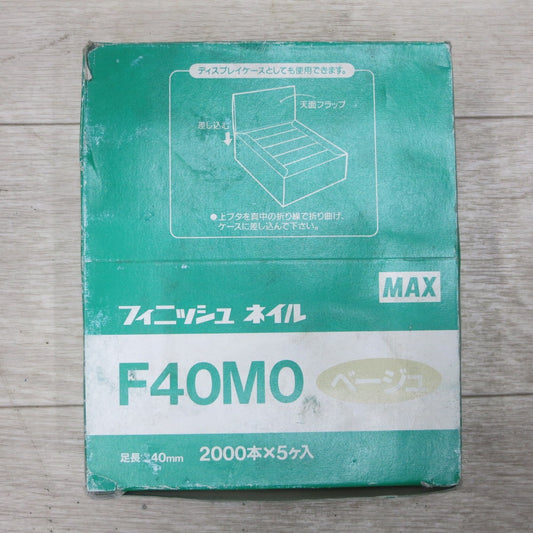 ディスプレイケースとしても使用できます。
天面フラップ
差し込む
●上フタを真中の折り線で折り曲げ、
ケースに差し込んで下さい。
MAX
フィニッシュ ネイル
F40M0
ベージュ
足長:40mm 2000本×5ヶ入